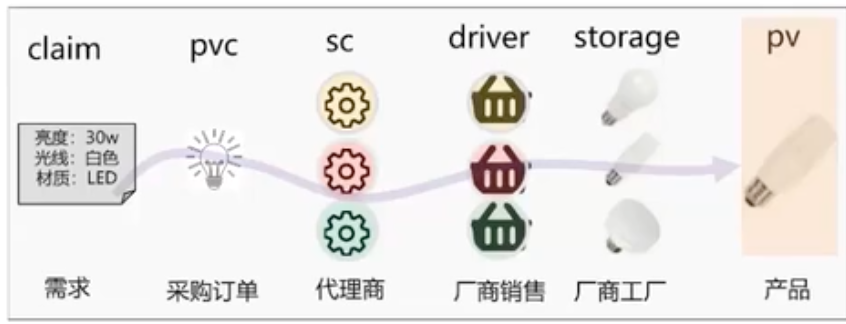 claim
pvc
sc
driver
storage
pv
亮度：30w
光线：白色
材质：LED
需求
采购订单
代理商
厂商销售
厂商工厂
产品